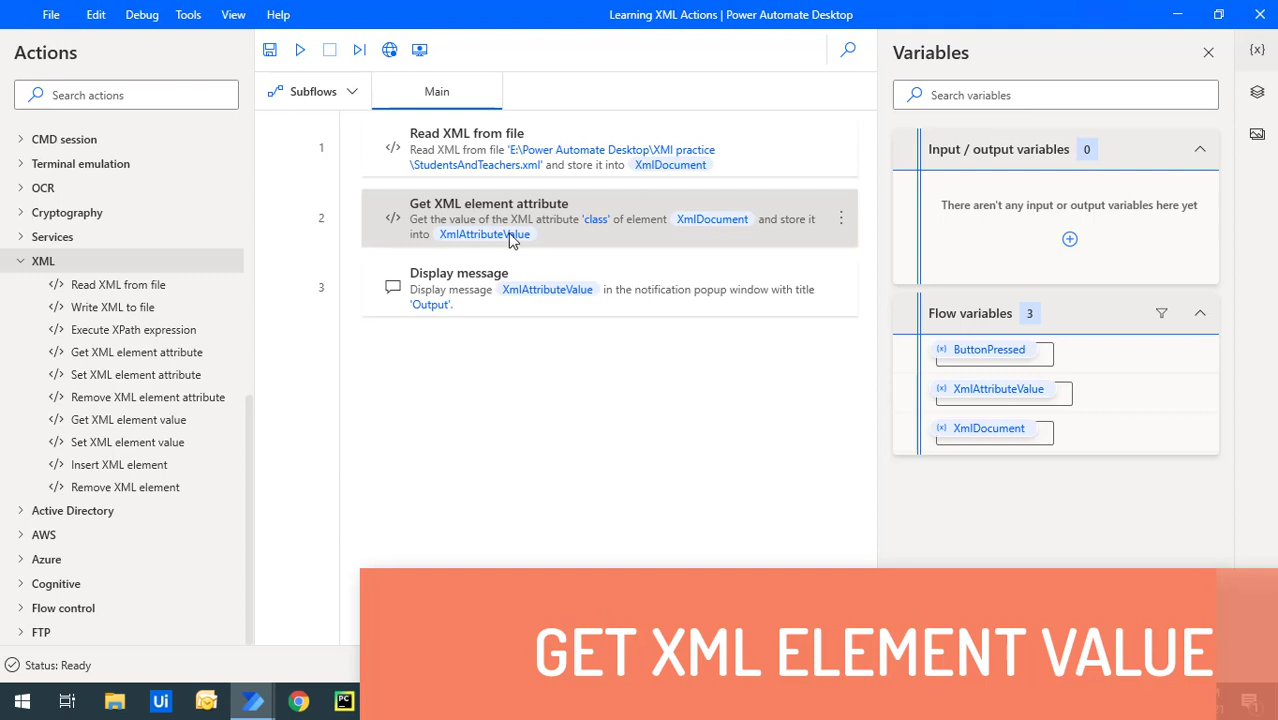 File Edit Debug Tools View Help
Learning XML Actions | Power Automate Desktop
Actions
Search actions
CMD session
Terminal emulation
OCR
Cryptography
Services
XML
Read XML from file
Write XML to file
Execute XPath expression
Get XML element attribute
Set XML element attribute
Remove XML element attribute
Get XML element value
Set XML element value
Insert XML element
Remove XML element
Active Directory
AWS
Azure
Cognitive
Flow control
FTP
Status: Ready
Subflows
Main
1
Read XML from file
Read XML from file 'E:\Power Automate Desktop\XMl practice
\StudentsAndTeachers.xml' and store it into XmlDocument
2
Get XML element attribute
Get the value of the XML attribute 'class' of element XmlDocument and store it
into XmlAttributeValue
3
Display message
Display message XmlAttributeValue in the notification popup window with title
'Output'.
Variables
{x}
Search variables
Input / output variables 0
There aren't any input or output variables here yet
Flow variables 3
(x) ButtonPressed
(x) XmlAttributeValue
(x) XmlDocument
GET XML ELEMENT VALUE
Ui
PC